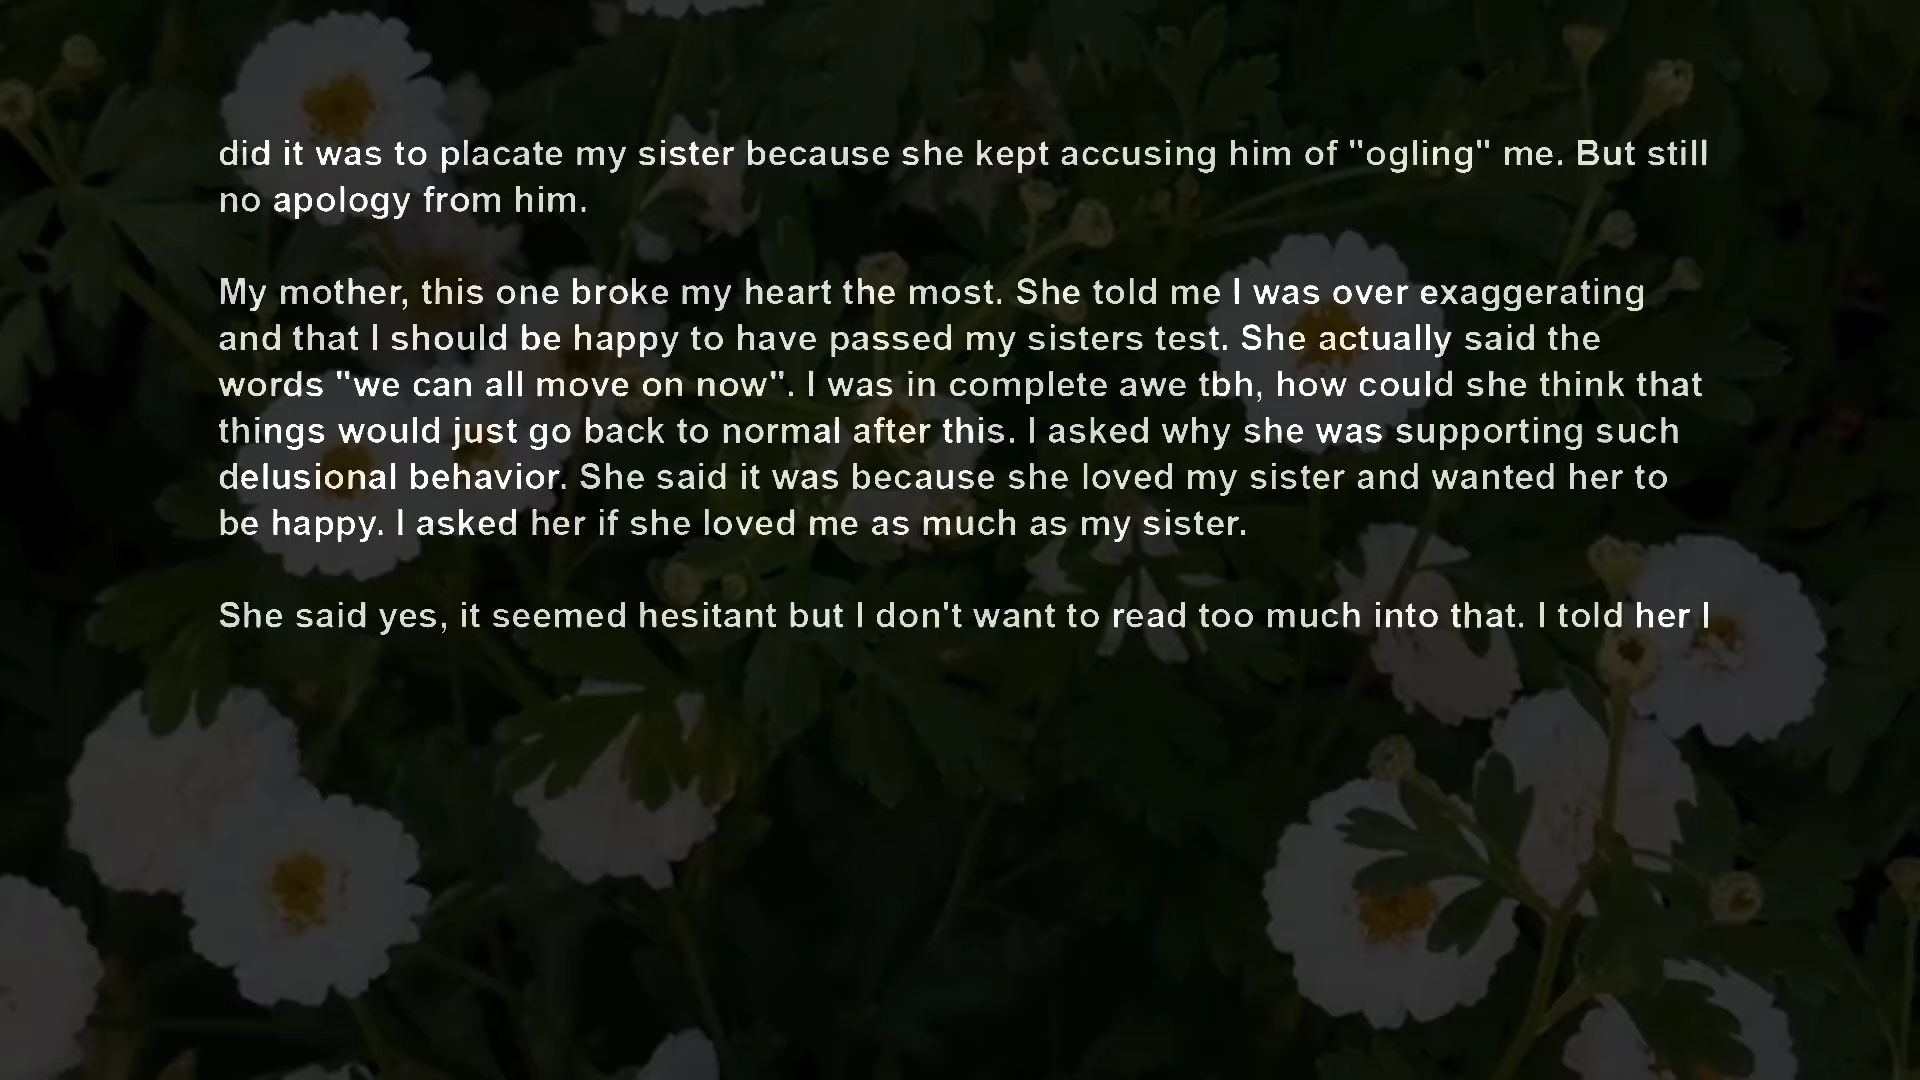 did it was to placate my sister because she kept accusing him of "ogling" me. But still
no apology from him.
My mother, this one broke my heart the most. She told me I was over exaggerating
and that I should be happy to have passed my sisters test. She actually said the
words "we can all move on now". I was in complete awe tbh, how could she think that
things would just go back to normal after this. I asked why she was supporting such
delusional behavior. She said it was because she loved my sister and wanted her to
be happy. I asked her if she loved me as much as my sister.
She said yes, it seemed hesitant but I don't want to read too much into that. I told her I